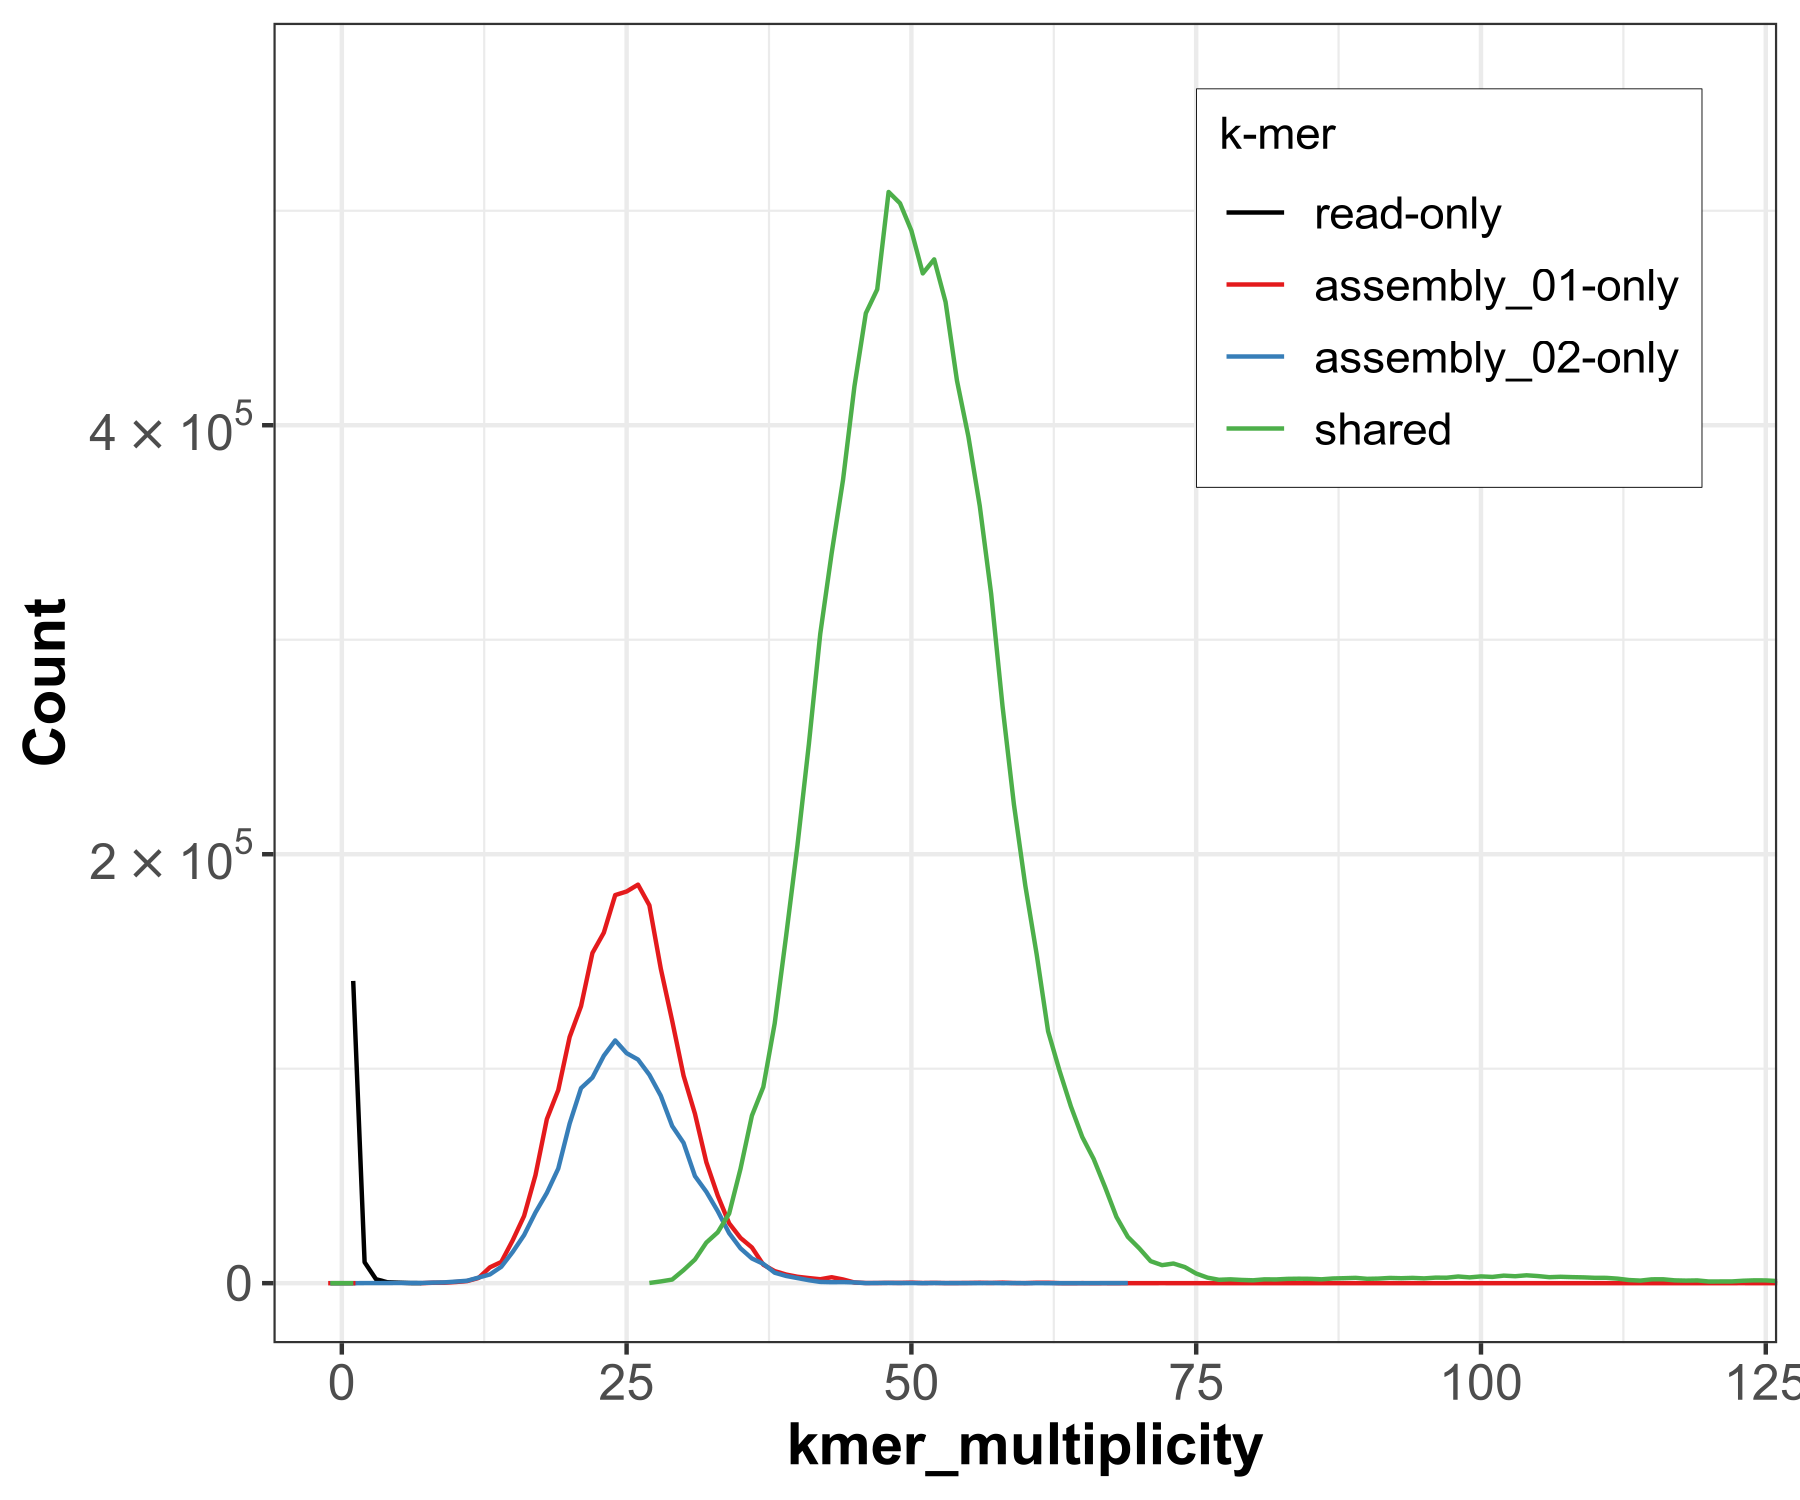 k-mer
read-only
assembly_01-only
assembly_02-only
shared
4 × 10⁵
2 × 10⁵
0
Count
0 25 50 75 100 125
kmer_multiplicity